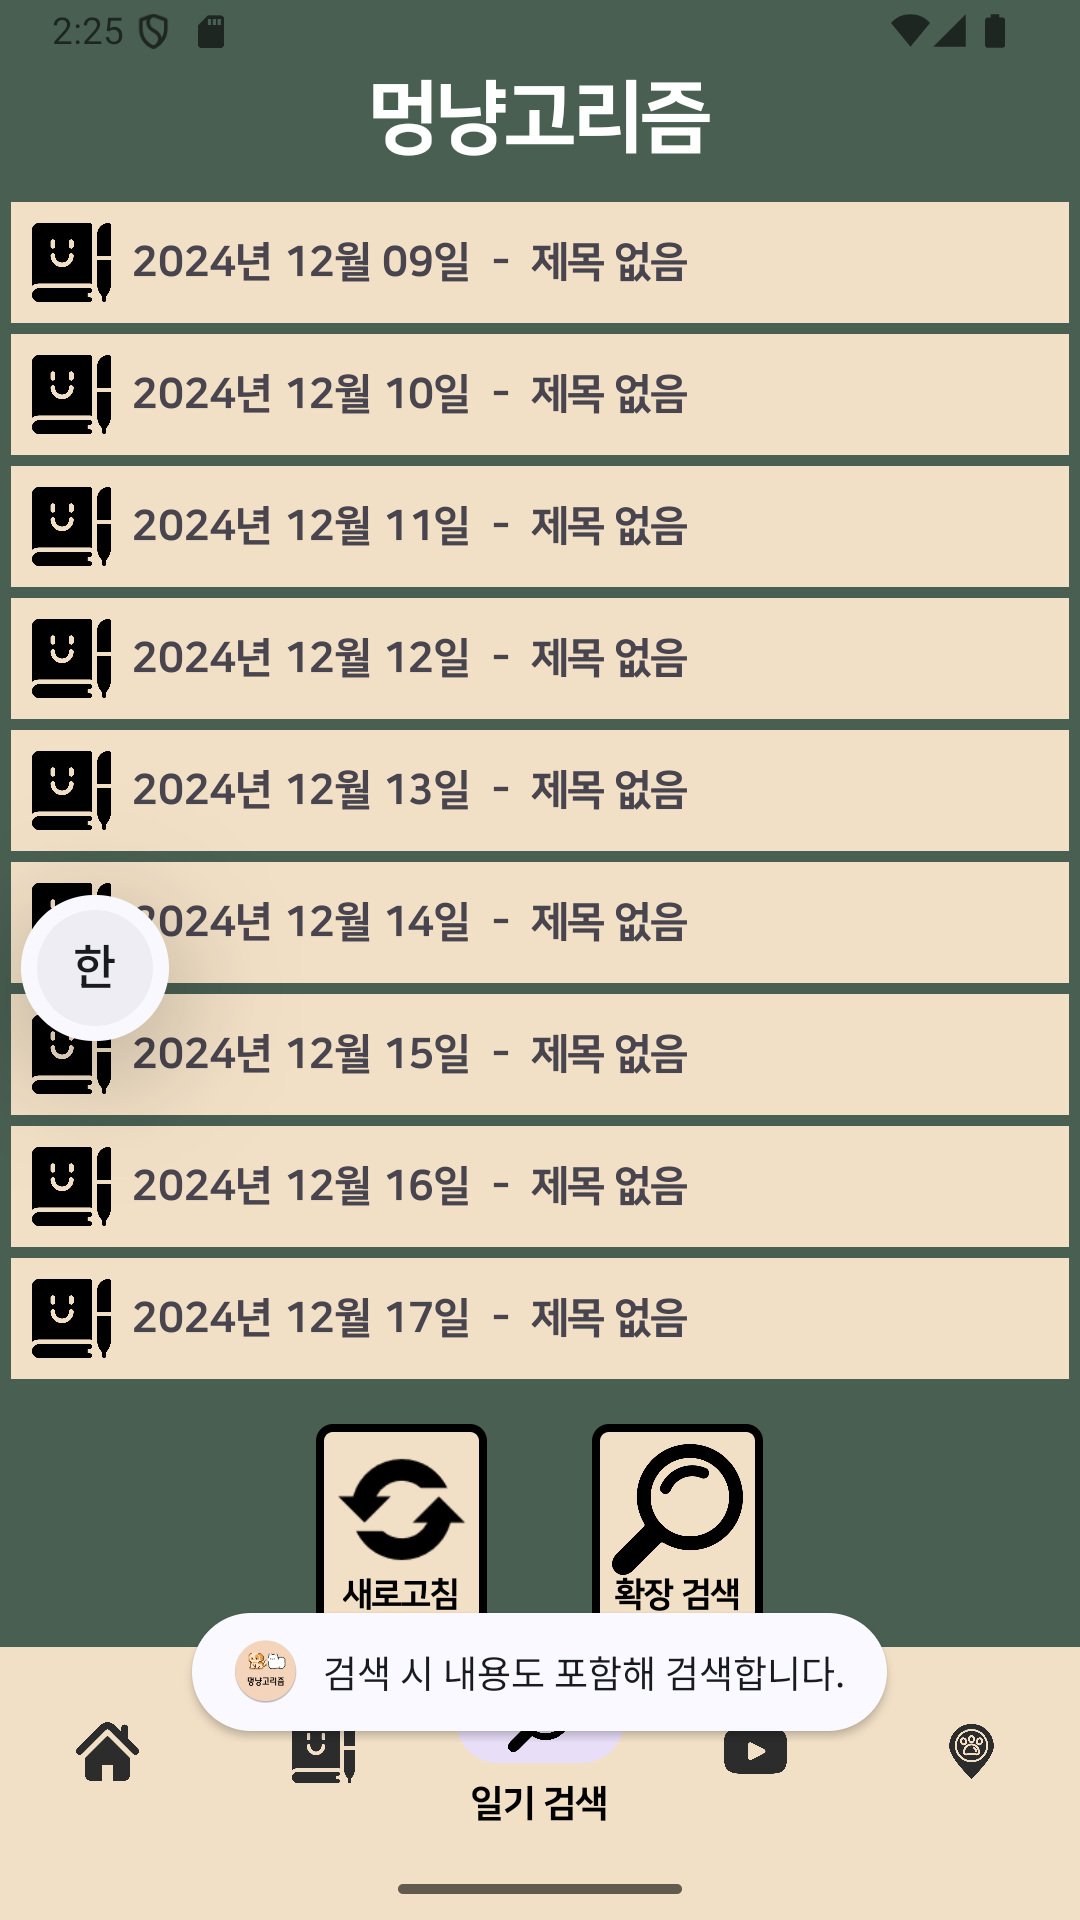 2:25
멍냥고리즘
2024년 12월 09일 - 제목 없음
2024년 12월 10일 - 제목 없음
2024년 12월 11일 - 제목 없음
2024년 12월 12일 - 제목 없음
2024년 12월 13일 - 제목 없음
2024년 12월 14일 - 제목 없음
한
2024년 12월 15일 - 제목 없음
2024년 12월 16일 - 제목 없음
2024년 12월 17일 - 제목 없음
새로고침 확장 검색
멍냥고리즘 검색 시 내용도 포함해 검색합니다.
일기 검색